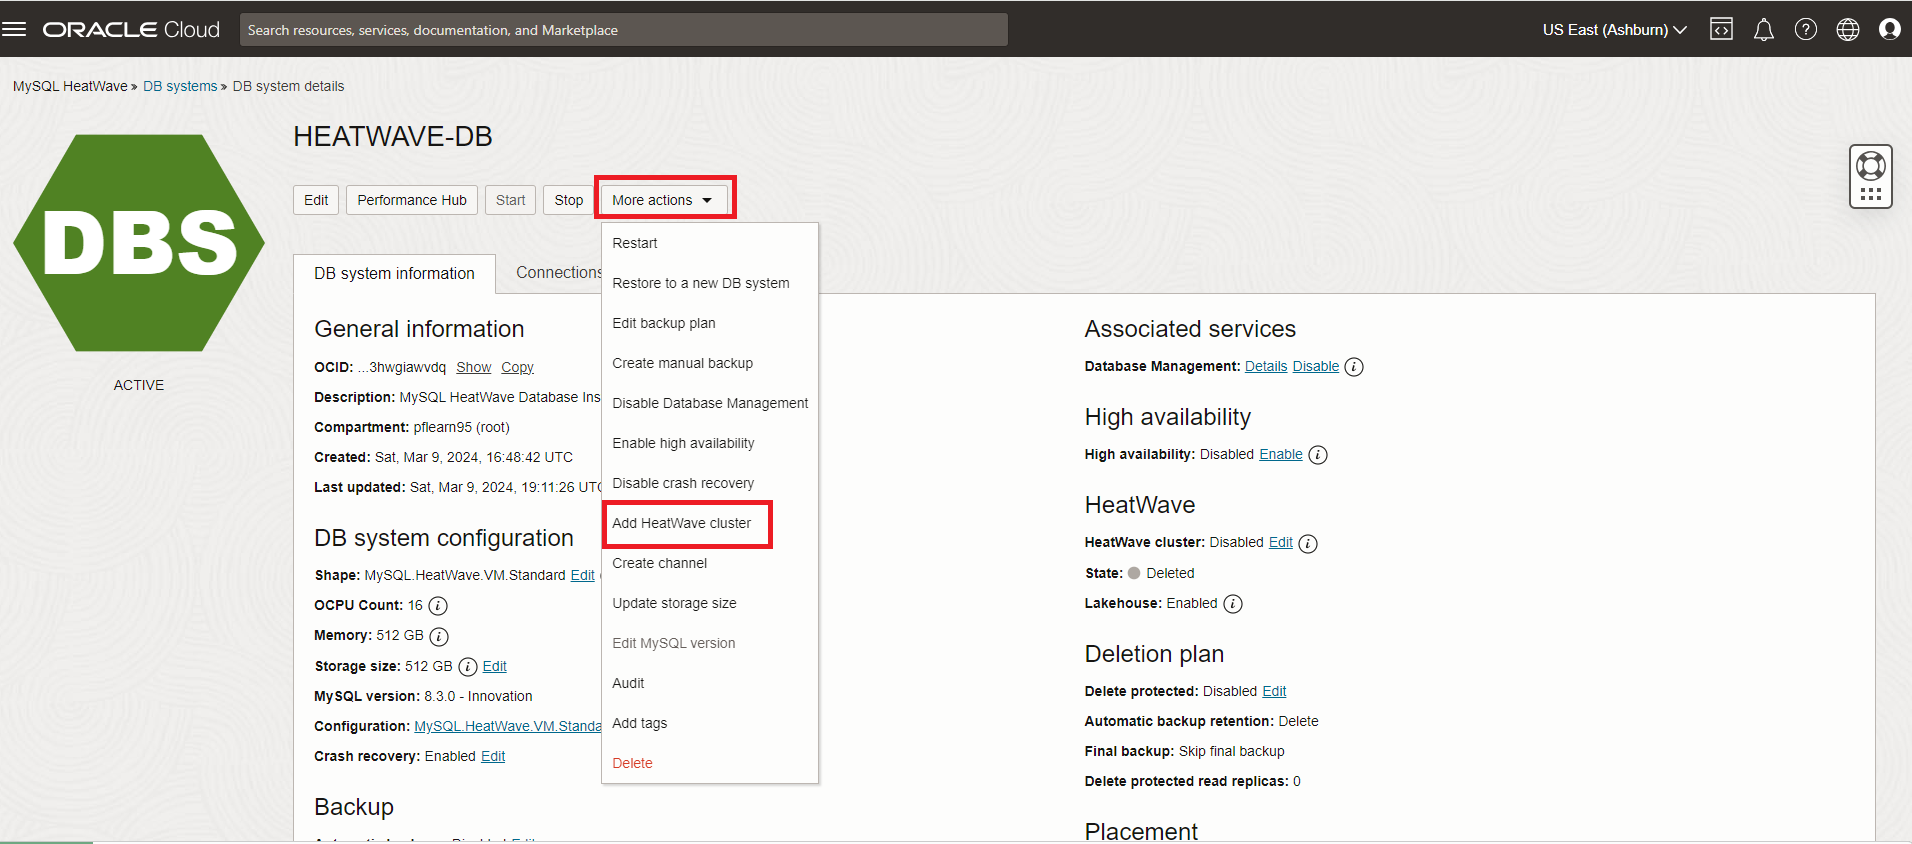 ORACLE Cloud
Search resources, services, documentation, and Marketplace
US East (Ashburn)
MySQL HeatWave » DB systems » DB system details
DBS
ACTIVE
HEATWAVE-DB
Edit
Performance Hub
Start
Stop
More actions
Restart
Restore to a new DB system
Edit backup plan
Create manual backup
Disable Database Management
Enable high availability
Disable crash recovery
Add HeatWave cluster
Create channel
Update storage size
Edit MySQL version
Audit
Add tags
Delete
DB system information
Connections
General information
OCID: ...3hwgiawvdq Show Copy
Description: MySQL HeatWave Database Ins
Compartment: pflearn95 (root)
Created: Sat, Mar 9, 2024, 16:48:42 UTC
Last updated: Sat, Mar 9, 2024, 19:11:26 UTC
DB system configuration
Shape: MySQL.HeatWave.VM.Standard Edit
OCPU Count: 16
Memory: 512 GB
Storage size: 512 GB Edit
MySQL version: 8.3.0 - Innovation
Configuration: MySQL.HeatWave.VM.Standa
Crash recovery: Enabled Edit
Backup
Associated services
Database Management: Details Disable
High availability
High availability: Disabled Enable
HeatWave
HeatWave cluster: Disabled Edit
State: Deleted
Lakehouse: Enabled
Deletion plan
Delete protected: Disabled Edit
Automatic backup retention: Delete
Final backup: Skip final backup
Delete protected read replicas: 0
Placement